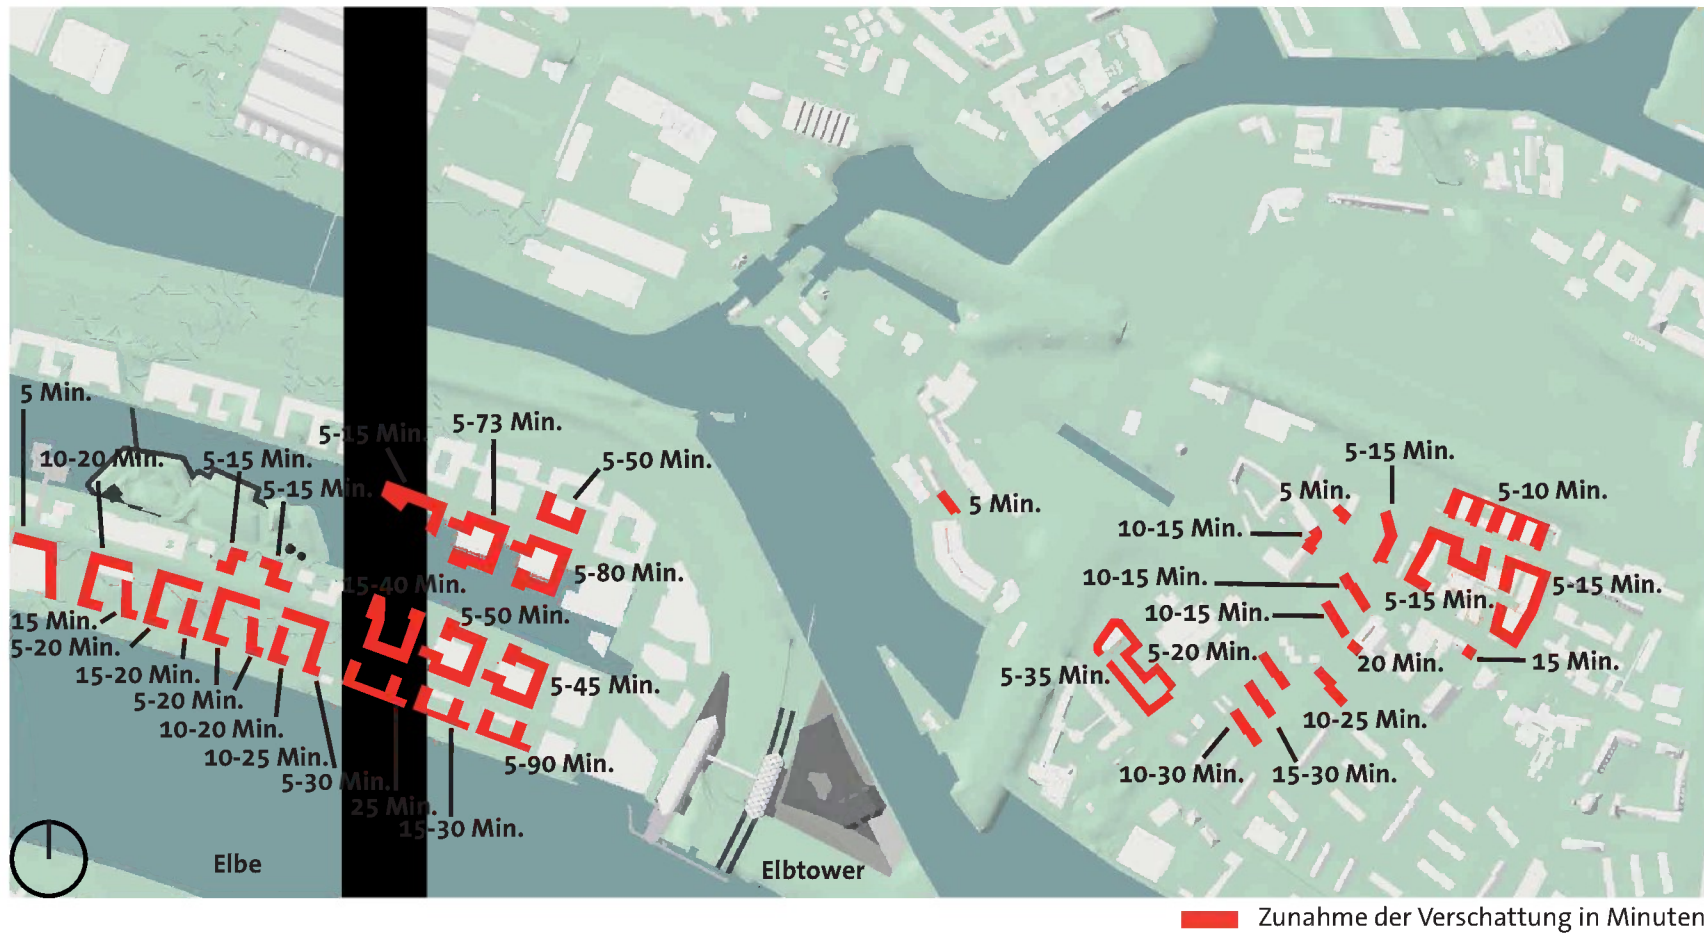 5 Min.
5-15 Min.
5-73 Min.
5-50 Min.
10-20 Min.
5-15 Min.
5-15 Min.
5-15 Min.
5 Min.
5-10 Min.
5 Min.
10-15 Min.
5-80 Min.
15-40 Min.
10-15 Min.
5-15 Min.
5-15 Min.
5-50 Min.
10-15 Min.
15 Min.
5-20 Min.
5-20 Min.
20 Min.
15 Min.
15-20 Min.
5-45 Min.
5-35 Min.
5-20 Min.
10-20 Min.
10-25 Min.
10-25 Min.
5-90 Min.
10-30 Min.
15-30 Min.
5-30 Min.
25 Min.
15-30 Min.
Elbe
Elbtower
Zunahme der Verschattung in Minuten